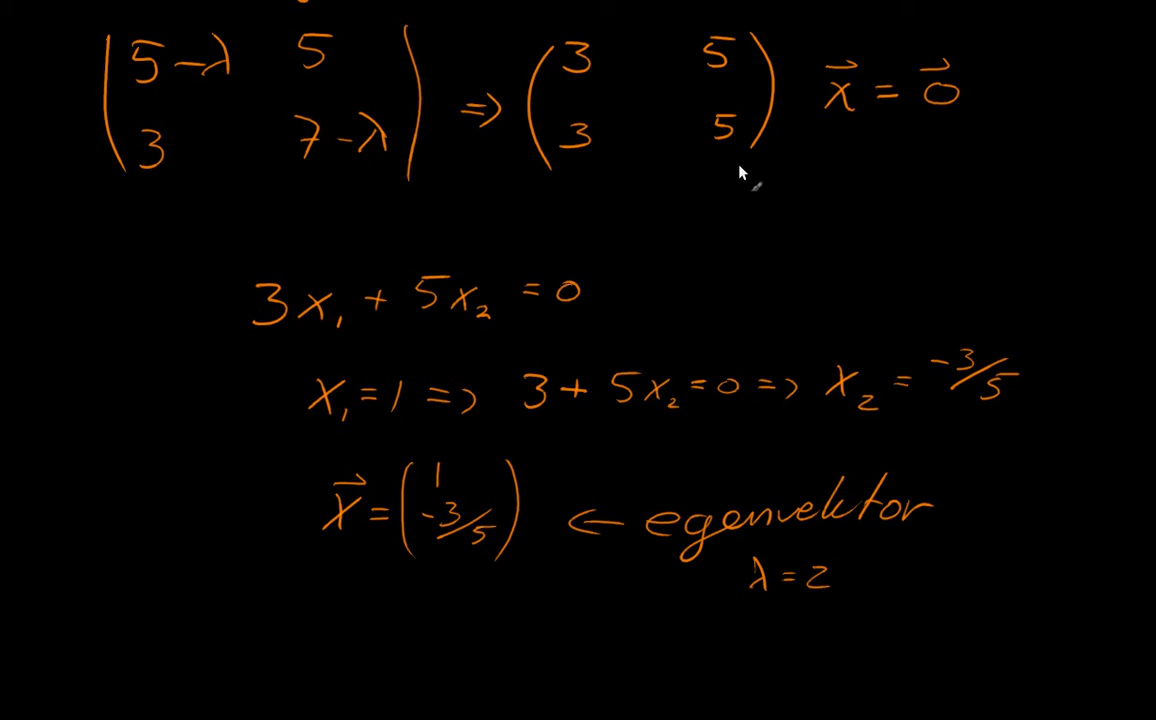 (5-λ 5 | => (3 5) x⃗ = 0⃗
3 7-λ 3 5
3x₁ + 5x₂ = 0
x₁ = 1 => 3 + 5x₂ = 0 => x₂ = -3/5
x⃗ = (1 -3/5) ← egenvektor
λ = 2